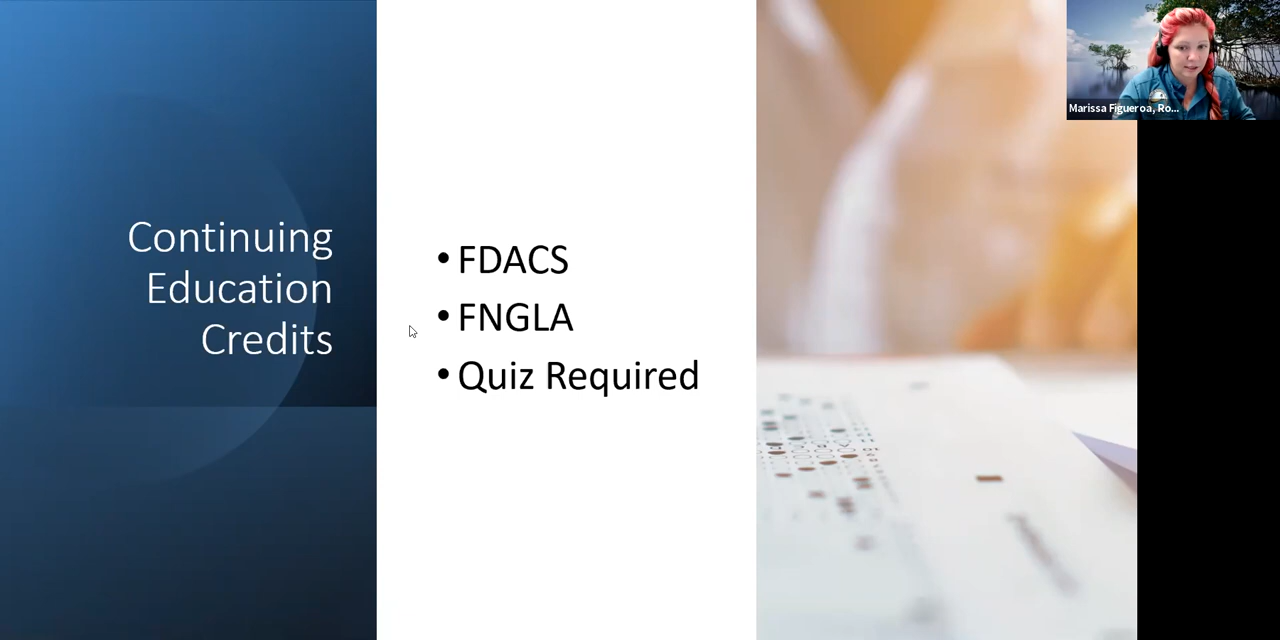 Continuing
Education
Credits
• FDACS
• FNGLA
• Quiz Required
Marissa Figueroa, Ro...